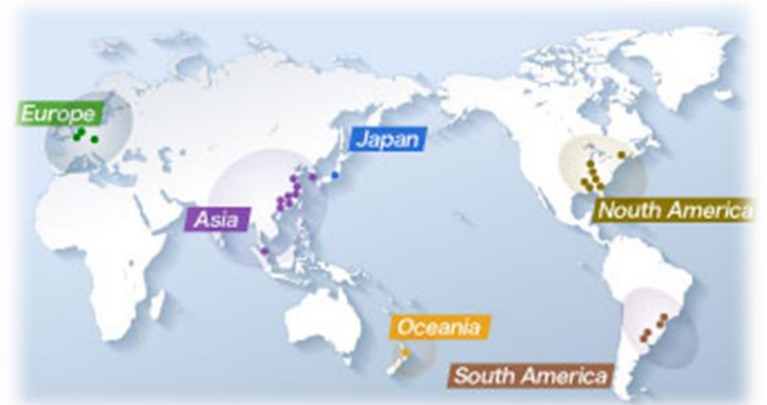 Europe
Japan
Asia
Nouth America
Oceania
South America